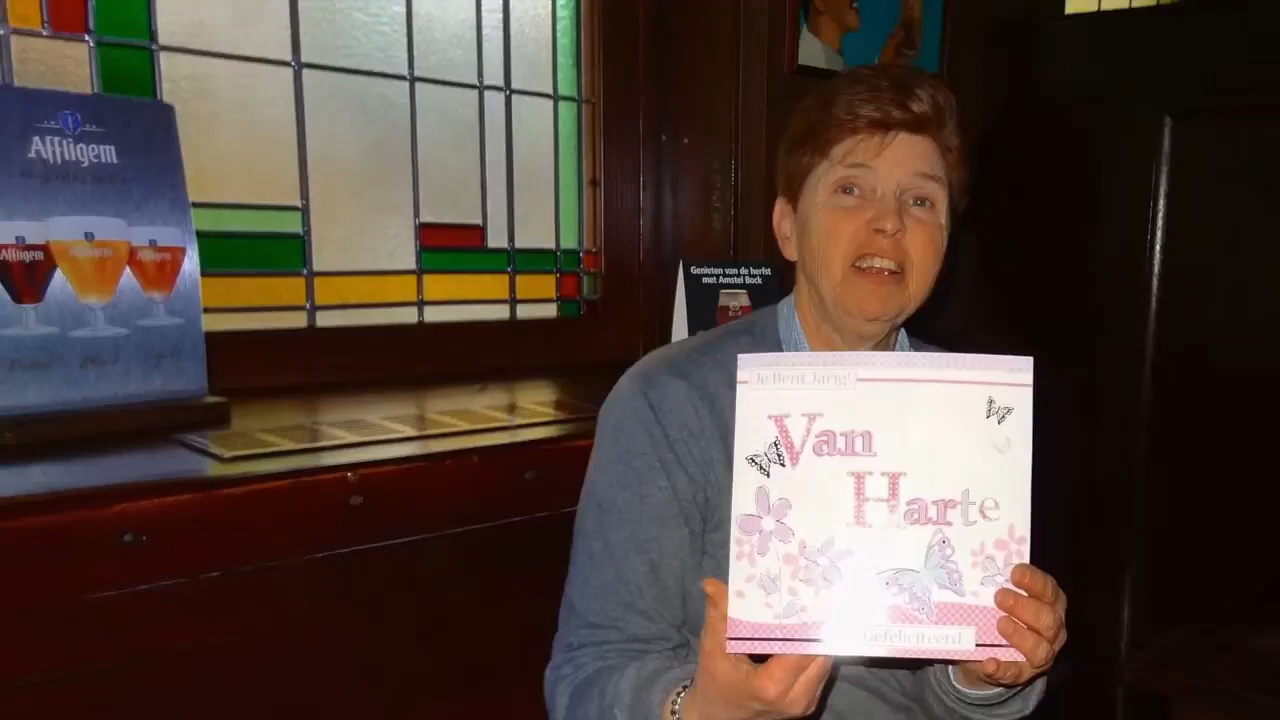 Affligem
Affligem
Affligem
Affligem
Genieten van de herfst
met Amstel Bock
Je Bent Jarig!
Van
Harte
Gefeliciteerd